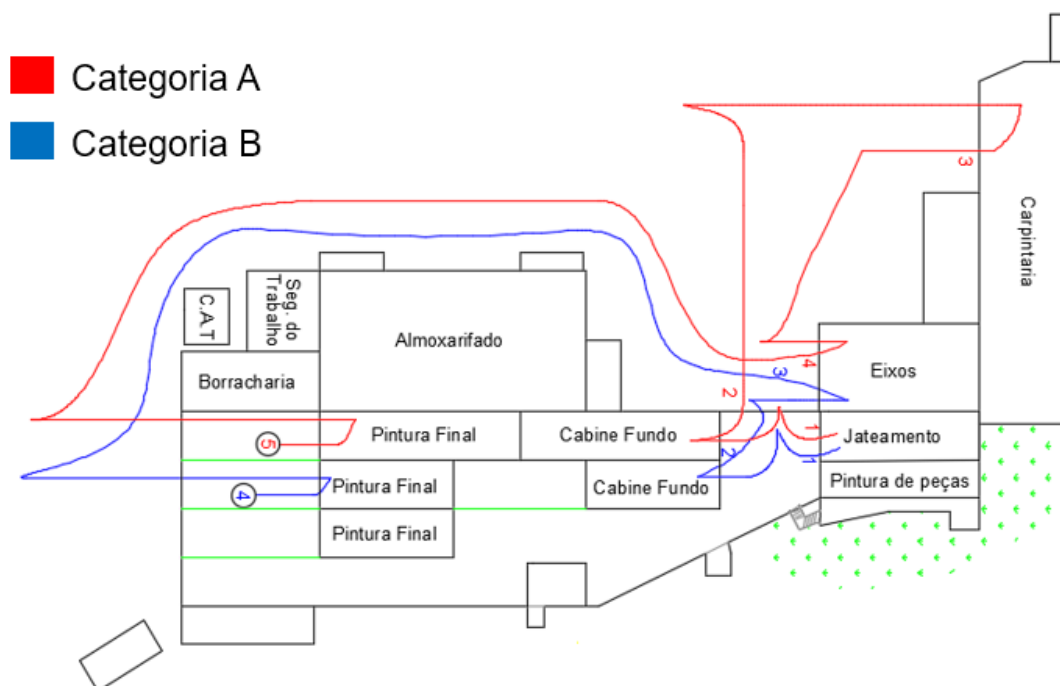 Categoria A
Categoria B
3
Carpintaria
Seg. do
Trabalho
C.A.T
Almoxarifado
Borracharia
4
3
2
Eixos
5
Pintura Final
Cabine Fundo
1
Jateamento
2
1
4
Pintura Final
Cabine Fundo
Pintura de peças
Pintura Final